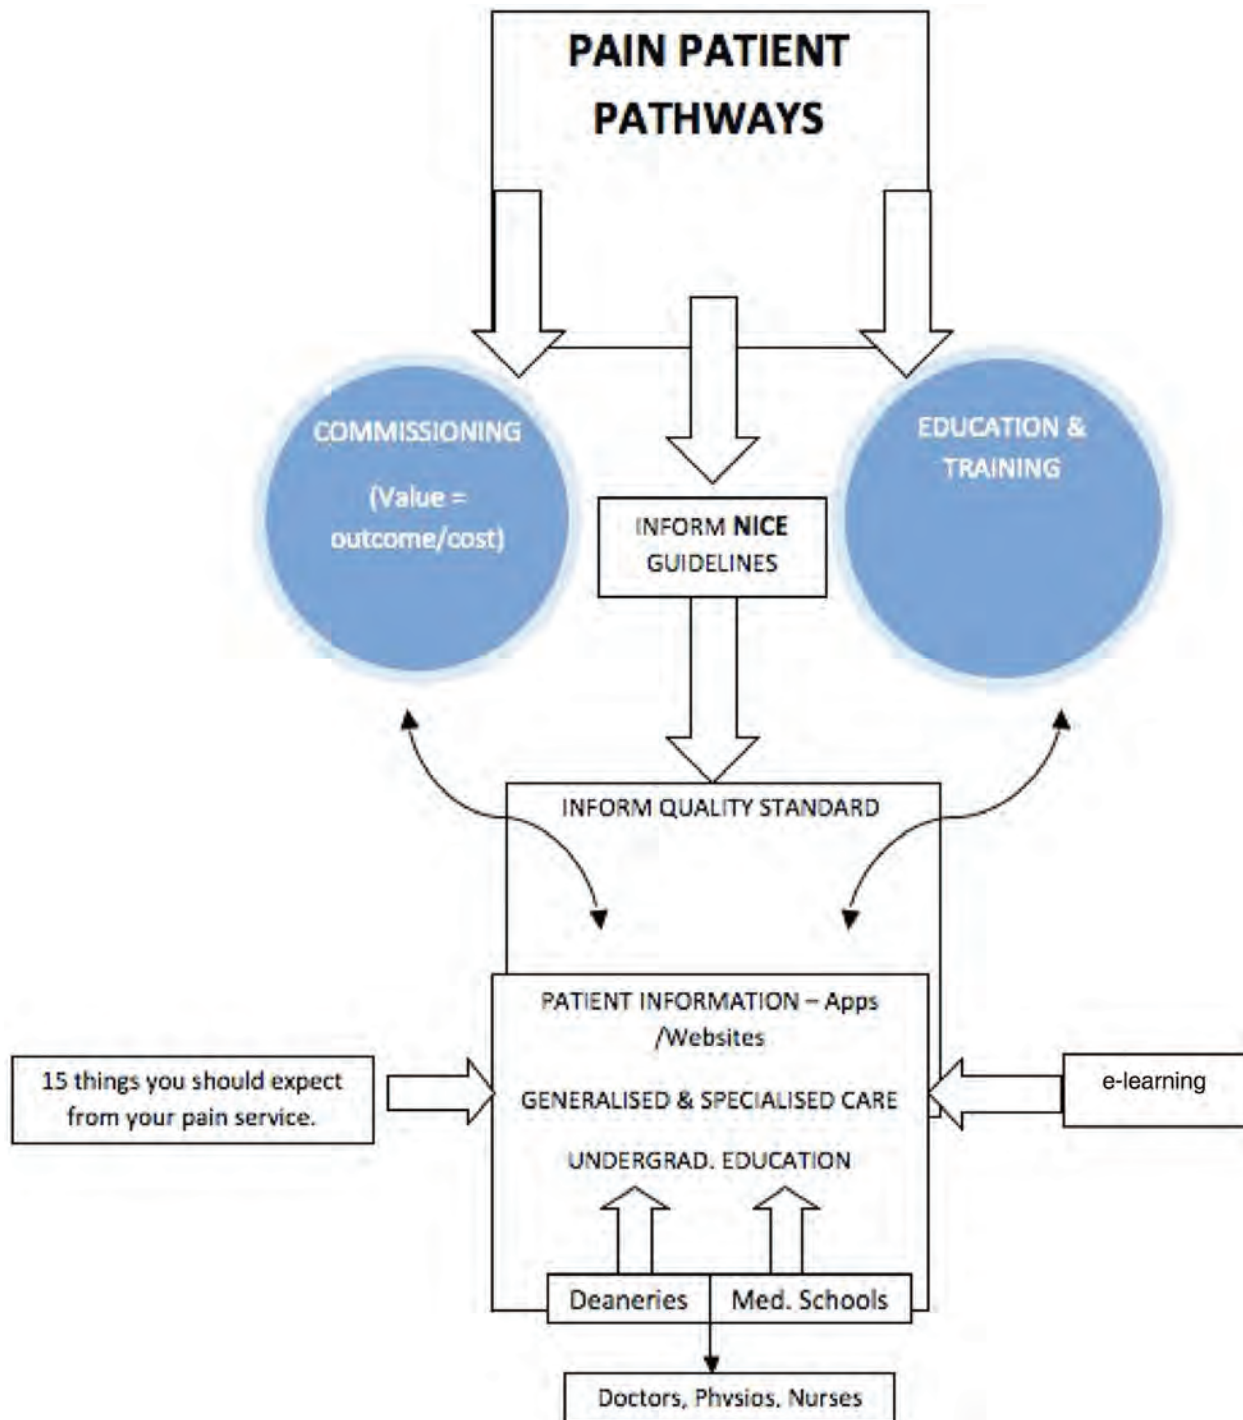 PAIN PATIENT
PATHWAYS
COMMISSIONING
(Value =
outcome/cost)
EDUCATION &
TRAINING
INFORM NICE
GUIDELINES
INFORM QUALITY STANDARD
PATIENT INFORMATION – Apps
/Websites
15 things you should expect
from your pain service.
GENERALISED & SPECIALISED CARE
e-learning
UNDERGRAD. EDUCATION
Deaneries
Med. Schools
Doctors, Physios, Nurses